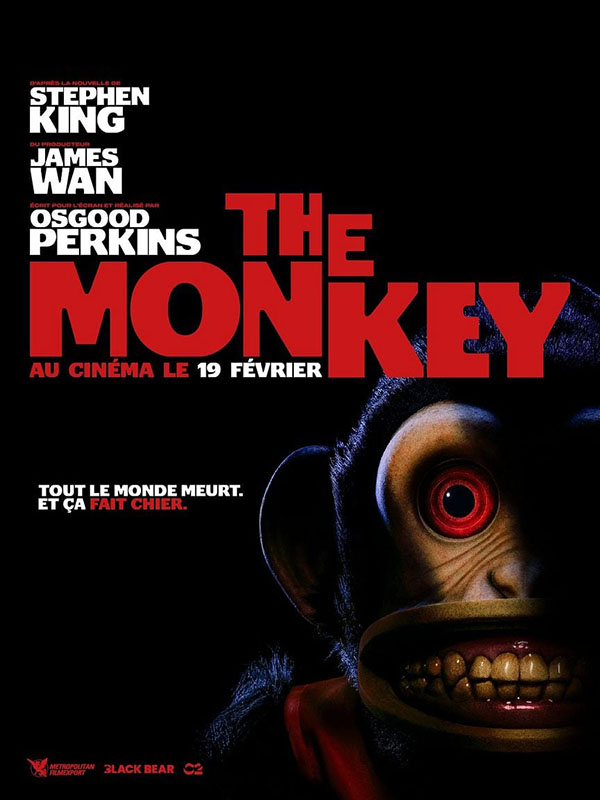 D'APRÈS LA NOUVELLE DE
STEPHEN
KING
DU PRODUCTEUR
JAMES
WAN
ÉCRIT POUR L'ÉCRAN ET RÉALISÉ PAR
OSGOOD
PERKINS
THE
MONKEY
AU CINÉMA LE 19 FÉVRIER
TOUT LE MONDE MEURT.
ET ÇA FAIT CHIER.
METROPOLITAN
FILMEXPORT
BLACK BEAR
C2